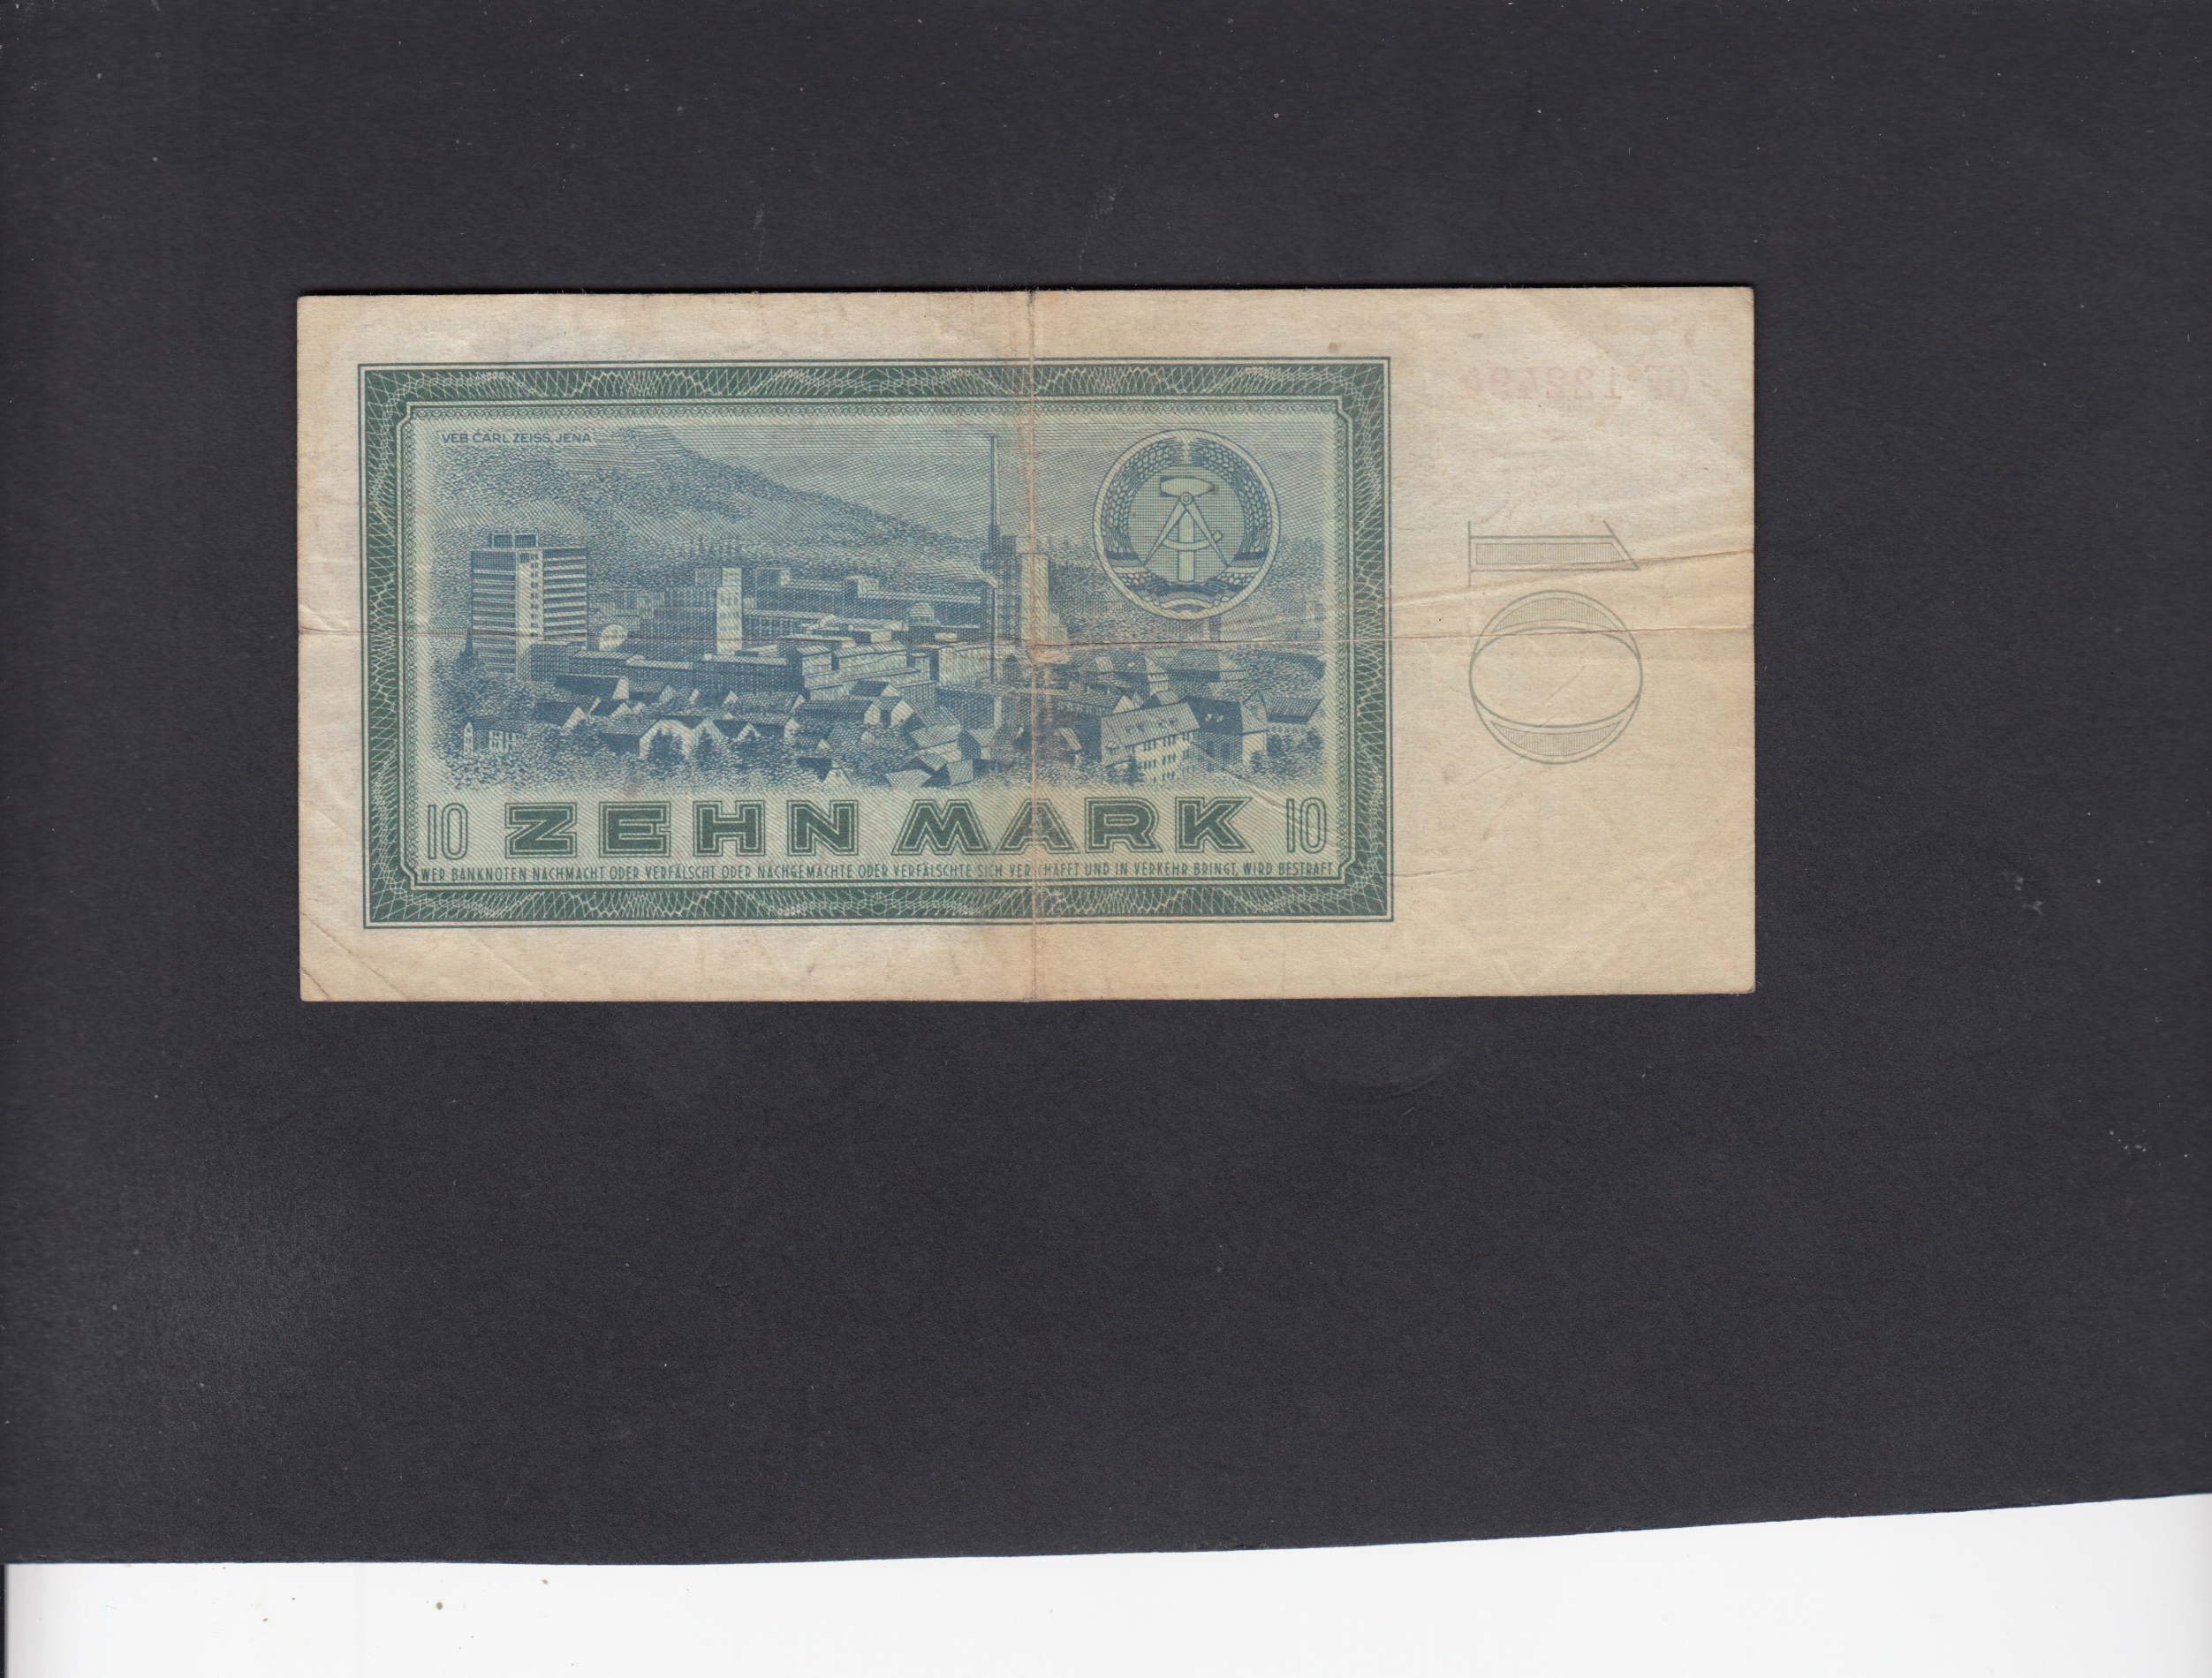 VEB CARL ZEISS, JENA
10 ZEHN MARK 10
WER BANKNOTEN NACHMACHT ODER VERFÄLSCHT ODER NACHGEMACHTE ODER VERFÄLSCHTE SICH VERSCHAFFT UND IN VERKEHR BRINGT, WIRD BESTRAFT
10